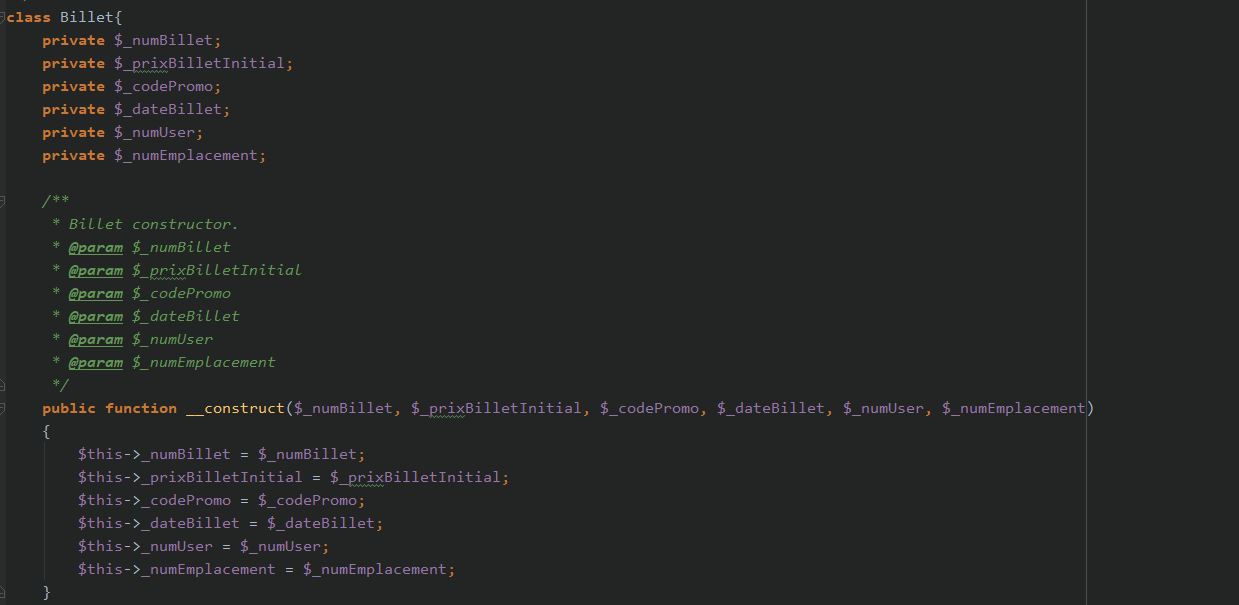 class Billet{
    private $_numBillet;
    private $_prixBilletInitial;
    private $_codePromo;
    private $_dateBillet;
    private $_numUser;
    private $_numEmplacement;
    /**
     * Billet constructor.
     * @param $_numBillet
     * @param $_prixBilletInitial
     * @param $_codePromo
     * @param $_dateBillet
     * @param $_numUser
     * @param $_numEmplacement
     */
    public function __construct($_numBillet, $_prixBilletInitial, $_codePromo, $_dateBillet, $_numUser, $_numEmplacement)
    {
        $this->_numBillet = $_numBillet;
        $this->_prixBilletInitial = $_prixBilletInitial;
        $this->_codePromo = $_codePromo;
        $this->_dateBillet = $_dateBillet;
        $this->_numUser = $_numUser;
        $this->_numEmplacement = $_numEmplacement;
    }